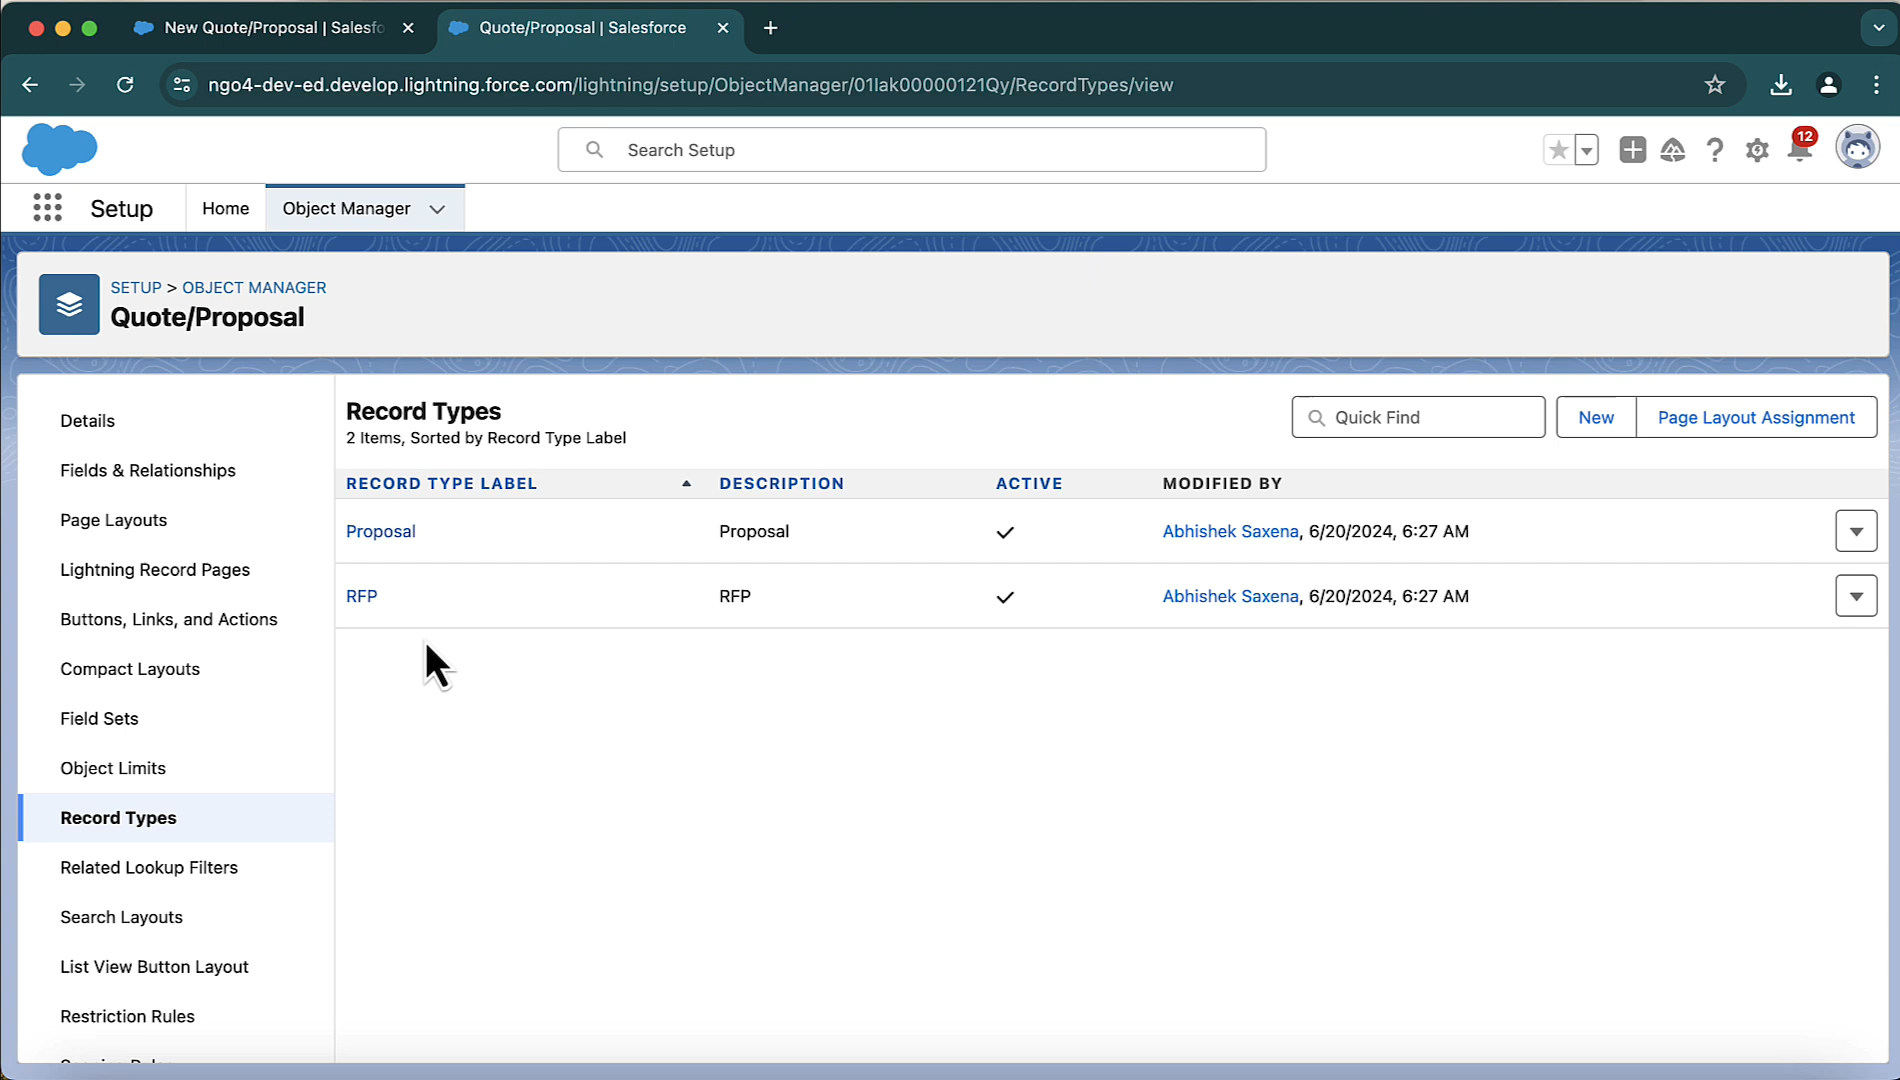 New Quote/Proposal | Salesfo
Quote/Proposal | Salesforce
ngo4-dev-ed.develop.lightning.force.com/lightning/setup/ObjectManager/01Iak00000121Qy/RecordTypes/view
Search Setup
12
Setup
Home
Object Manager
SETUP > OBJECT MANAGER
Quote/Proposal
Details
Fields & Relationships
Page Layouts
Lightning Record Pages
Buttons, Links, and Actions
Compact Layouts
Field Sets
Object Limits
Record Types
Related Lookup Filters
Search Layouts
List View Button Layout
Restriction Rules
Record Types
2 Items, Sorted by Record Type Label
Quick Find
New
Page Layout Assignment
RECORD TYPE LABEL DESCRIPTION ACTIVE MODIFIED BY
Proposal Proposal Abhishek Saxena, 6/20/2024, 6:27 AM
RFP RFP Abhishek Saxena, 6/20/2024, 6:27 AM